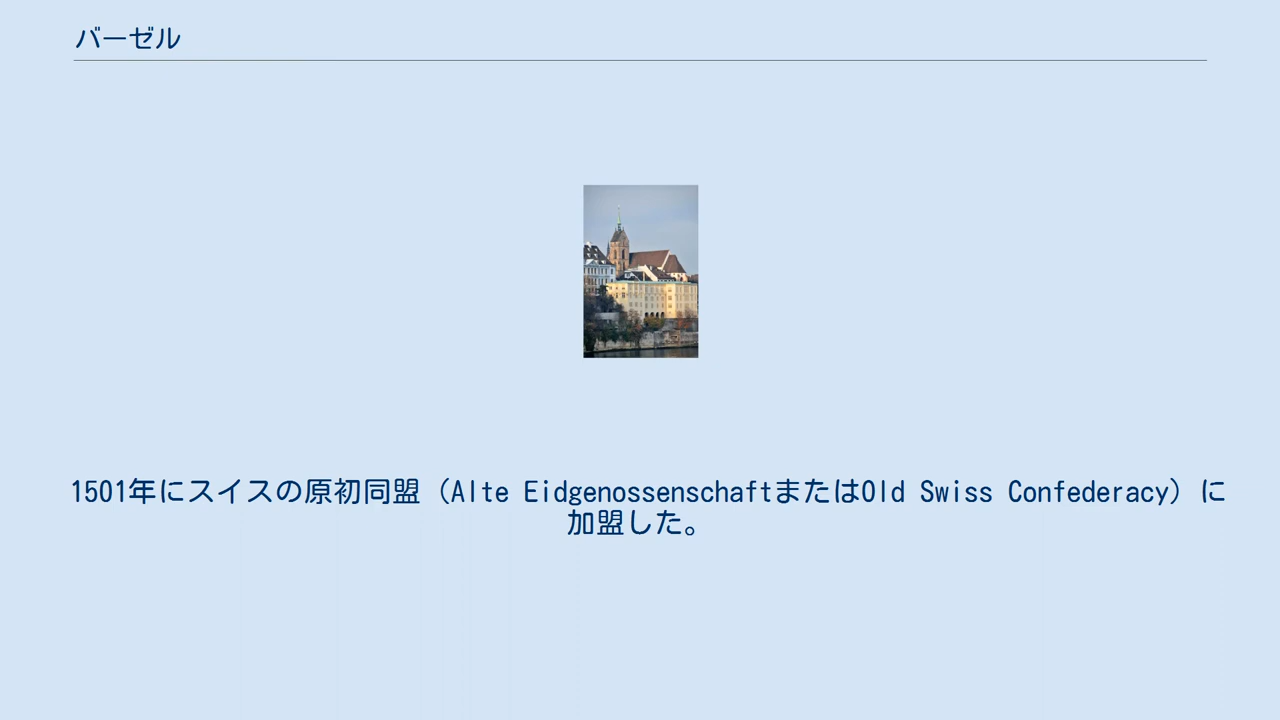 バーゼル
1501年にスイスの原初同盟（Alte EidgenossenschaftまたはOld Swiss Confederacy）に
加盟した。